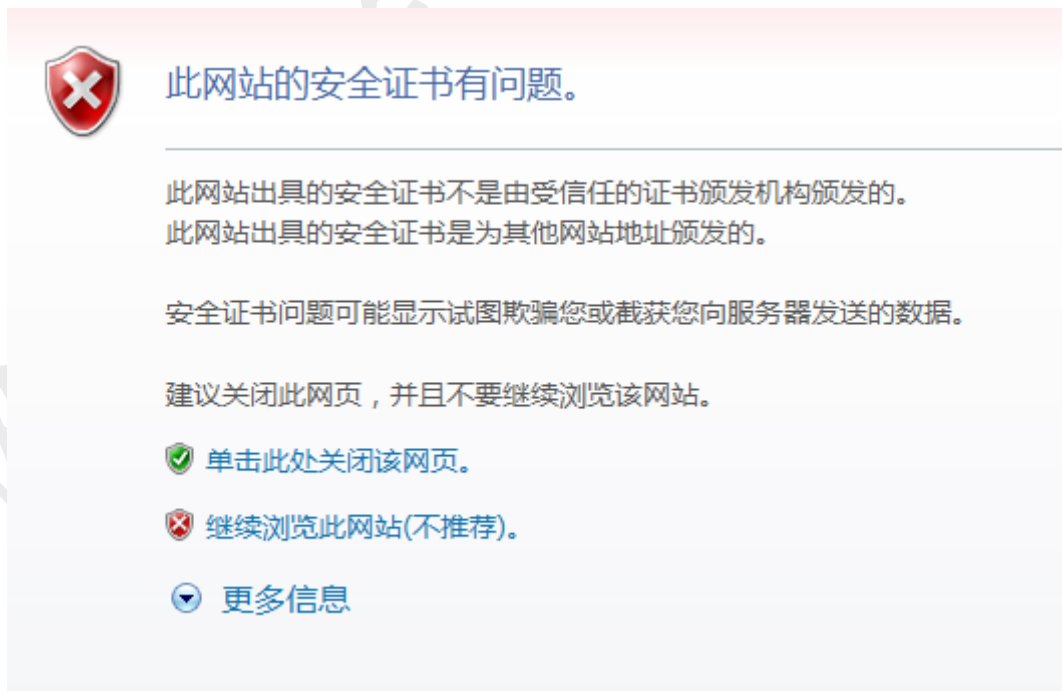 此网站的安全证书有问题。
此网站出具的安全证书不是由受信任的证书颁发机构颁发的。
此网站出具的安全证书是为其他网站地址颁发的。
安全证书问题可能显示试图欺骗您或截获您向服务器发送的数据。
建议关闭此网页，并且不要继续浏览该网站。
单击此处关闭该网页。
继续浏览此网站(不推荐)。
更多信息